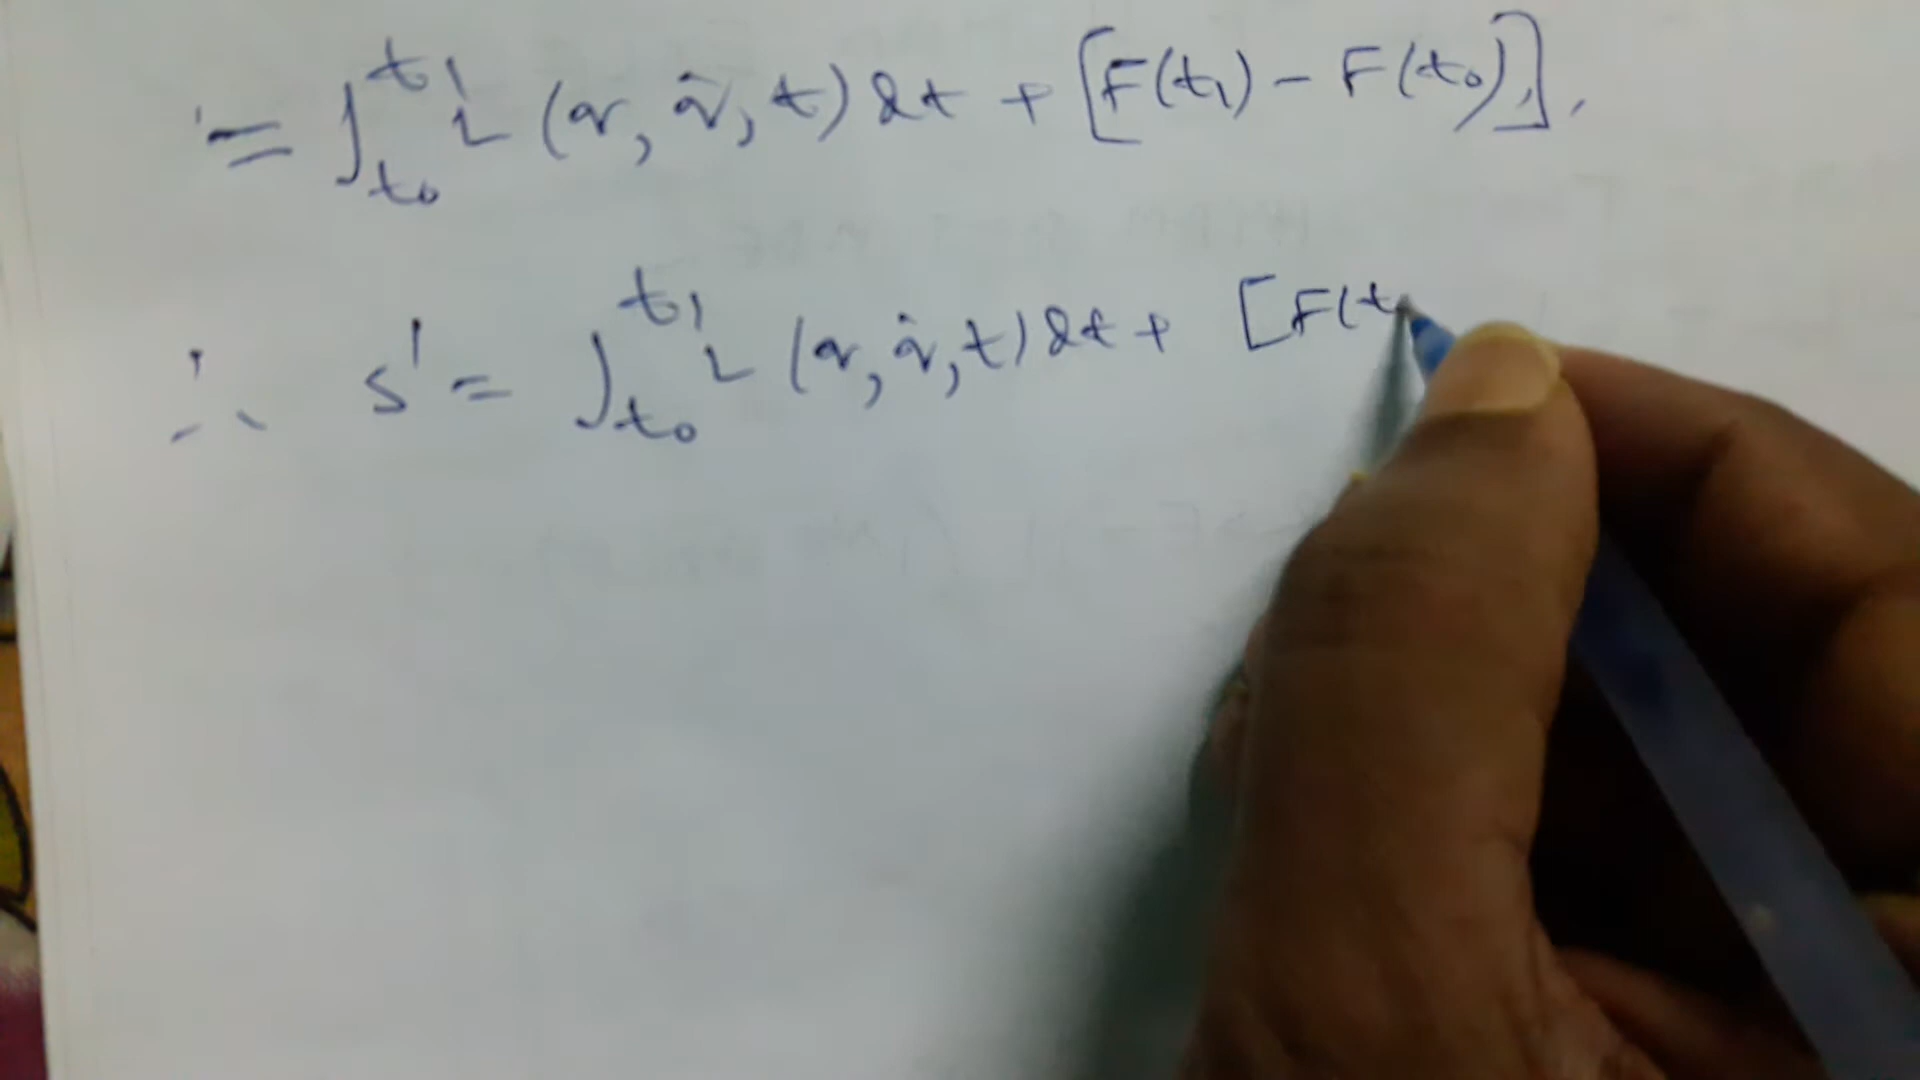 = ∫_{t₀}^{t₁} L (q, q̇, t) dt + [F(t₁) - F(t₀)],
∴ s' = ∫_{t₀}^{t₁} L (q, q̇, t) dt + [F(t